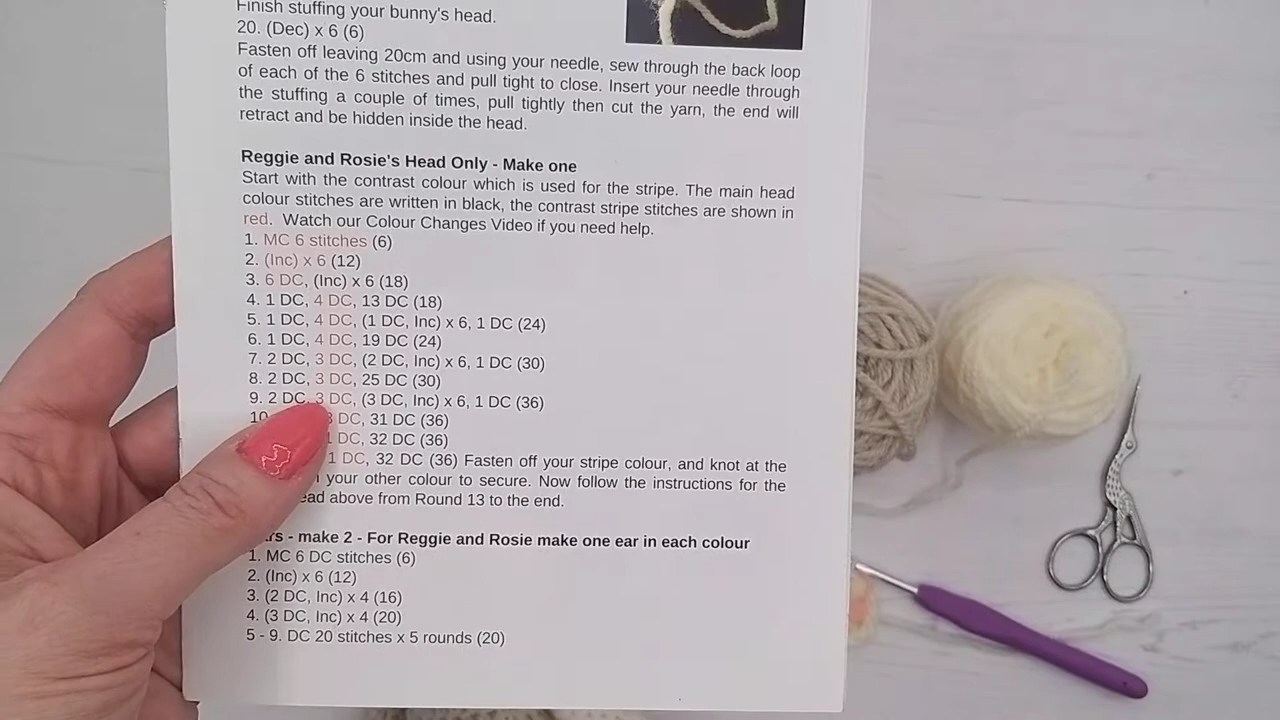 Finish stuffing your bunny's head.
20. (Dec) x 6 (6)
Fasten off leaving 20cm and using your needle, sew through the back loop
of each of the 6 stitches and pull tight to close. Insert your needle through
the stuffing a couple of times, pull tightly then cut the yarn, the end will
retract and be hidden inside the head.
Reggie and Rosie's Head Only - Make one
Start with the contrast colour which is used for the stripe. The main head
colour stitches are written in black, the contrast stripe stitches are shown in
red. Watch our Colour Changes Video if you need help.
1. MC 6 stitches (6)
2. (Inc) x 6 (12)
3. 6 DC, (Inc) x 6 (18)
4. 1 DC, 4 DC, 13 DC (18)
5. 1 DC, 4 DC, (1 DC, Inc) x 6, 1 DC (24)
6. 1 DC, 4 DC, 19 DC (24)
7. 2 DC, 3 DC, (2 DC, Inc) x 6, 1 DC (30)
8. 2 DC, 3 DC, 25 DC (30)
9. 2 DC, 3 DC, (3 DC, Inc) x 6, 1 DC (36)
10 3 DC, 31 DC (36)
1 DC, 32 DC (36)
1 DC, 32 DC (36) Fasten off your stripe colour, and knot at the
your other colour to secure. Now follow the instructions for the
above from Round 13 to the end.
- make 2 - For Reggie and Rosie make one ear in each colour
1. MC 6 DC stitches (6)
2. (Inc) x 6 (12)
3. (2 DC, Inc) x 4 (16)
4. (3 DC, Inc) x 4 (20)
5 - 9. DC 20 stitches x 5 rounds (20)